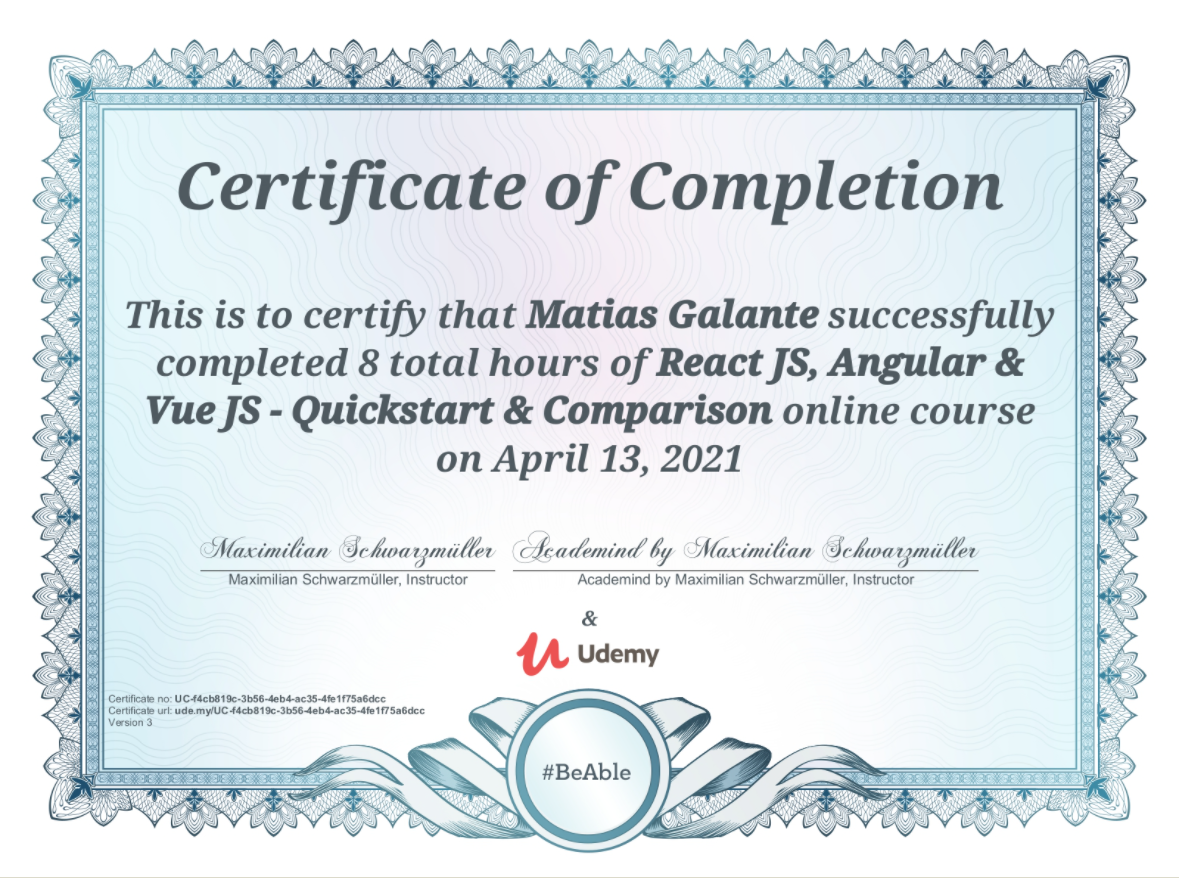 Certificate of Completion
This is to certify that Matias Galante successfully
completed 8 total hours of React JS, Angular &
Vue JS - Quickstart & Comparison online course
on April 13, 2021
Maximilian Schwarzmüller
Academind by Maximilian Schwarzmüller
Maximilian Schwarzmüller, Instructor
Academind by Maximilian Schwarzmüller, Instructor
&
Udemy
Certificate no: UC-f4cb819c-3b56-4eb4-ac35-4fe1f75a6dcc
Certificate url: ude.my/UC-f4cb819c-3b56-4eb4-ac35-4fe1f75a6dcc
Version 3
#BeAble